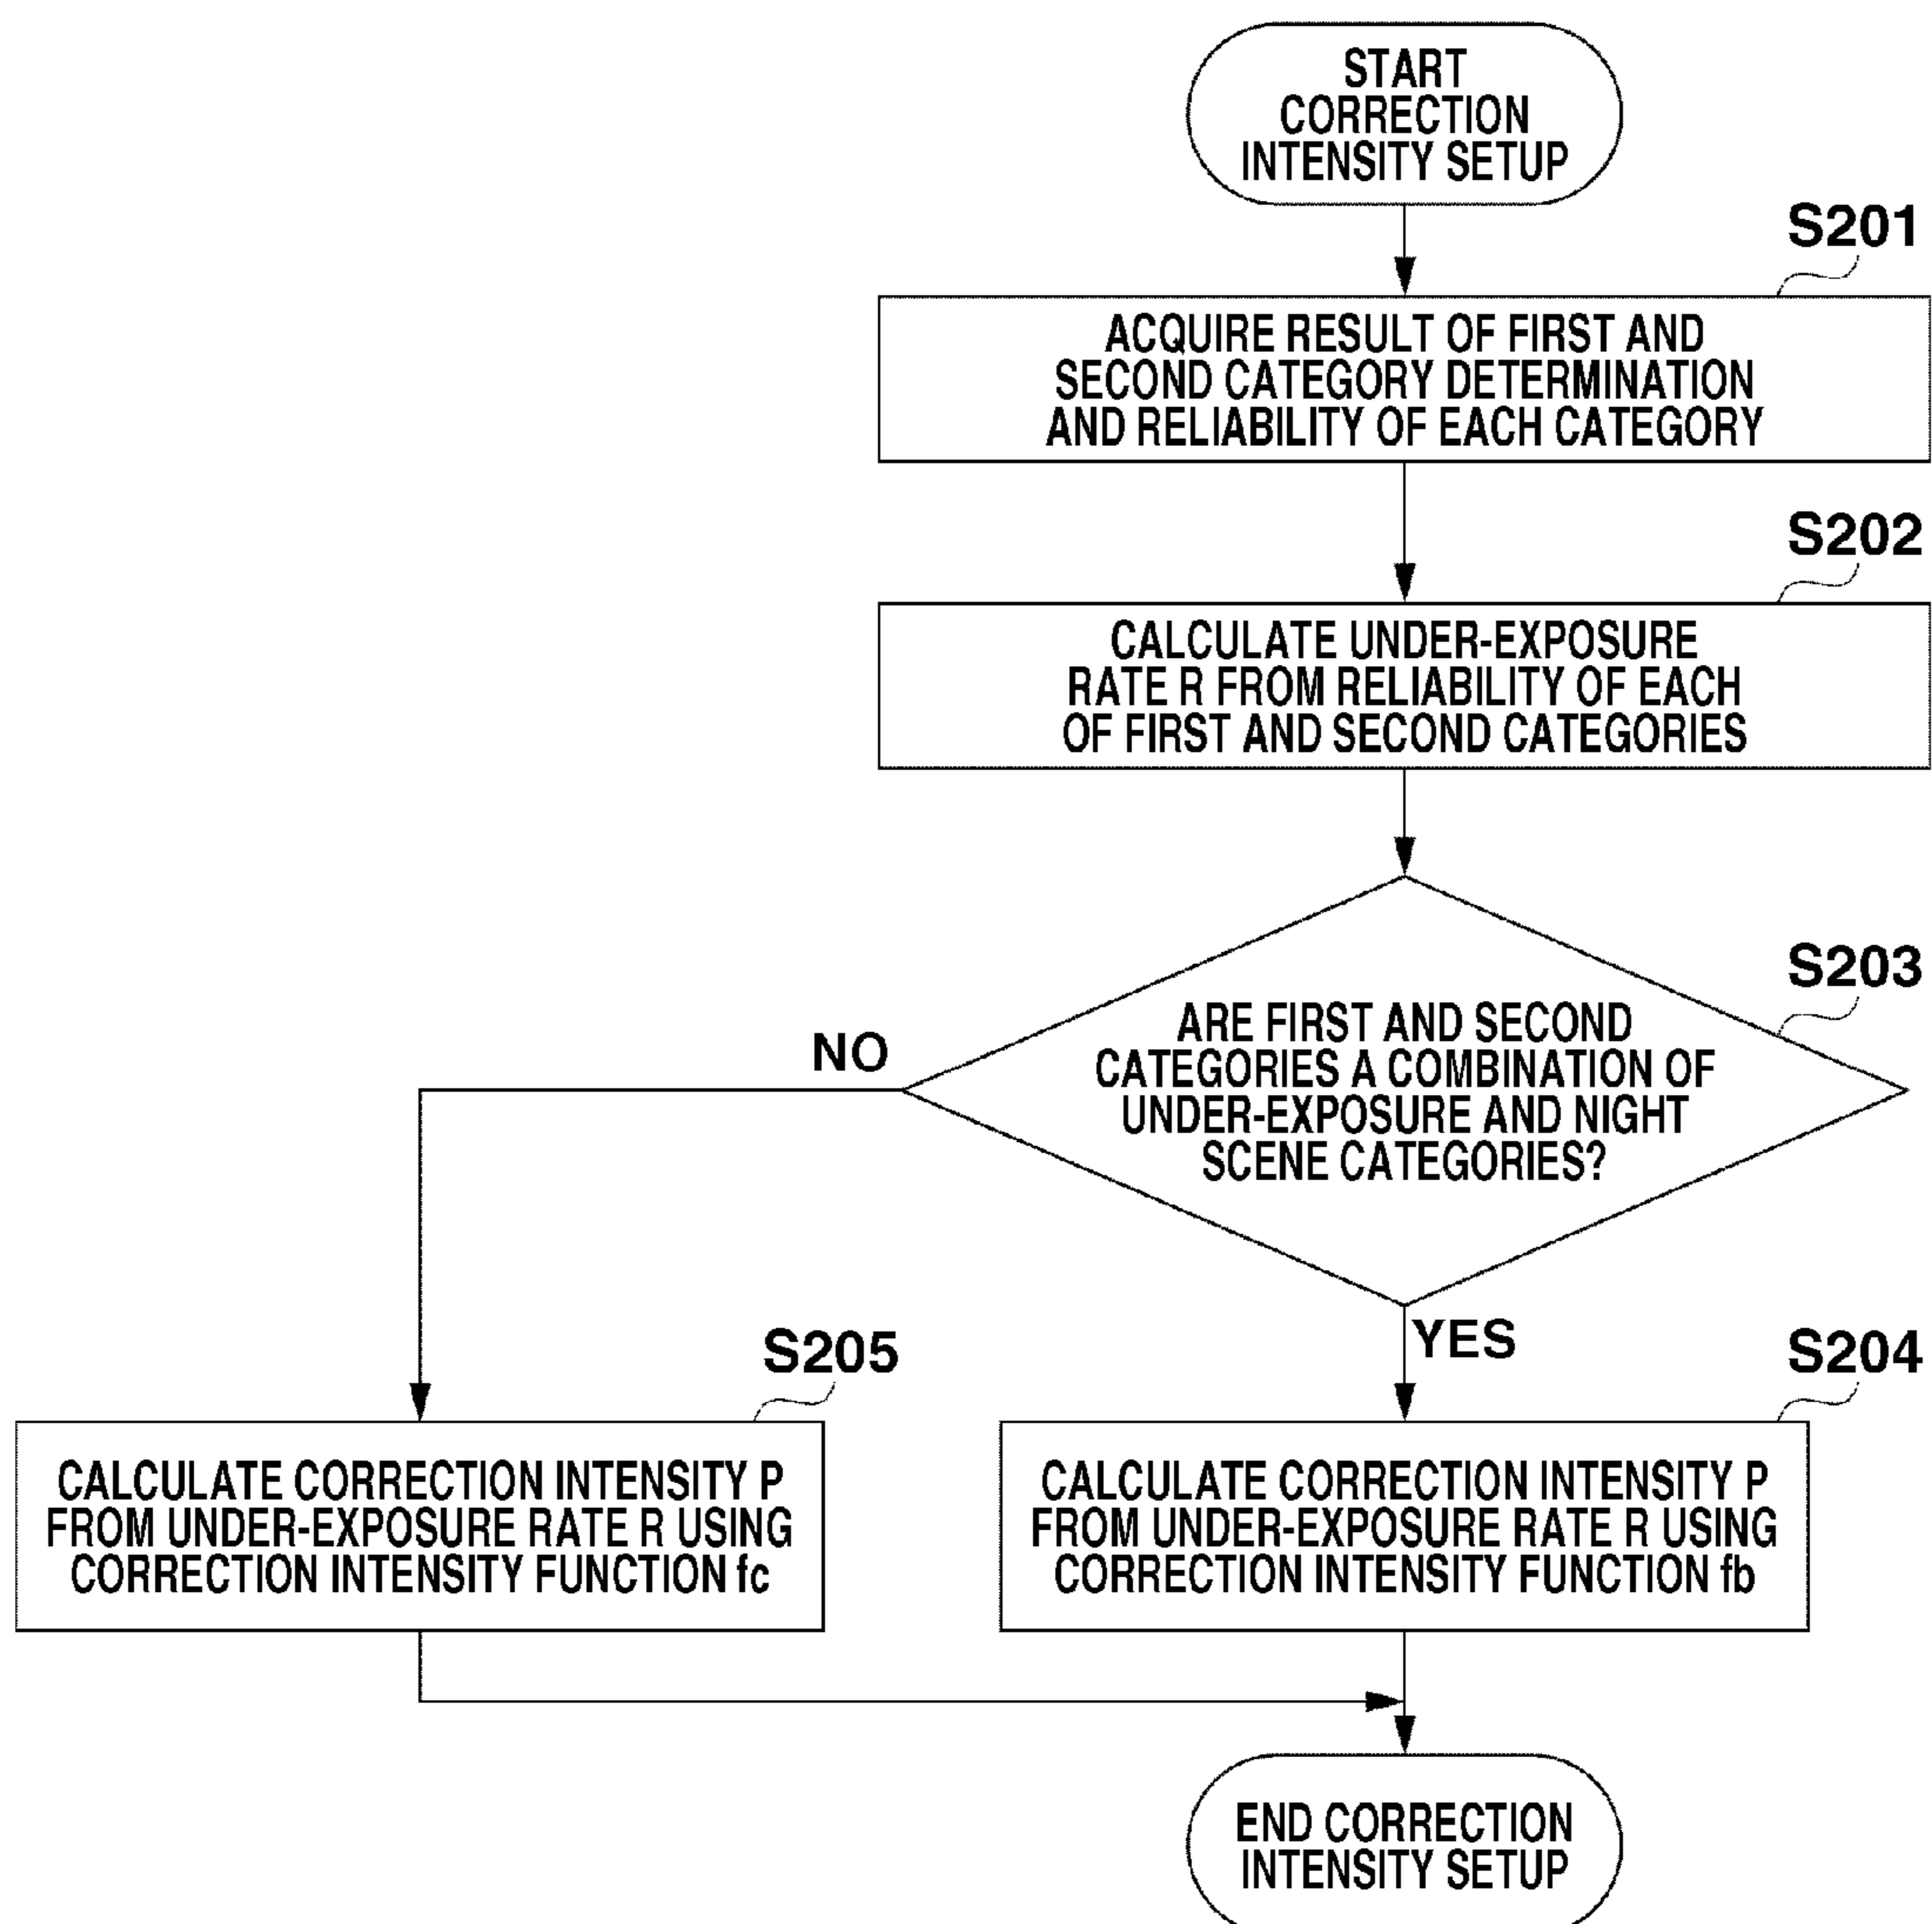 START
CORRECTION
INTENSITY SETUP
S201
ACQUIRE RESULT OF FIRST AND
SECOND CATEGORY DETERMINATION
AND RELIABILITY OF EACH CATEGORY
S202
CALCULATE UNDER-EXPOSURE
RATE R FROM RELIABILITY OF EACH
OF FIRST AND SECOND CATEGORIES
S203
ARE FIRST AND SECOND
CATEGORIES A COMBINATION OF
UNDER-EXPOSURE AND NIGHT
SCENE CATEGORIES?
NO
YES
S205
CALCULATE CORRECTION INTENSITY P
FROM UNDER-EXPOSURE RATE R USING
CORRECTION INTENSITY FUNCTION fc
S204
CALCULATE CORRECTION INTENSITY P
FROM UNDER-EXPOSURE RATE R USING
CORRECTION INTENSITY FUNCTION fb
END CORRECTION
INTENSITY SETUP